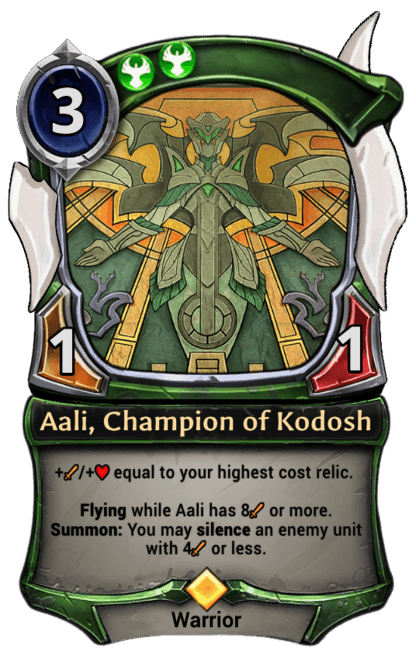 3
1
1
Aali, Champion of Kodosh
+/+ equal to your highest cost relic.
Flying while Aali has 8 or more.
Summon: You may silence an enemy unit
with 4 or less.
Warrior